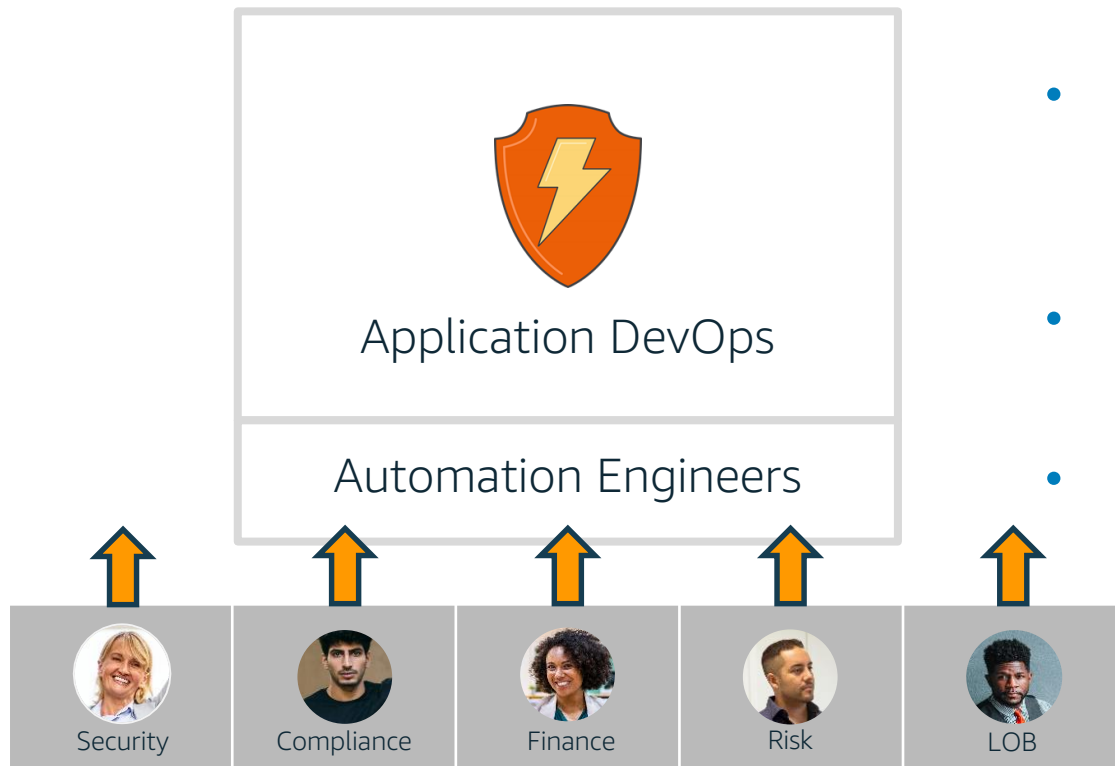 Application DevOps
Automation Engineers
Security
Compliance
Finance
Risk
LOB